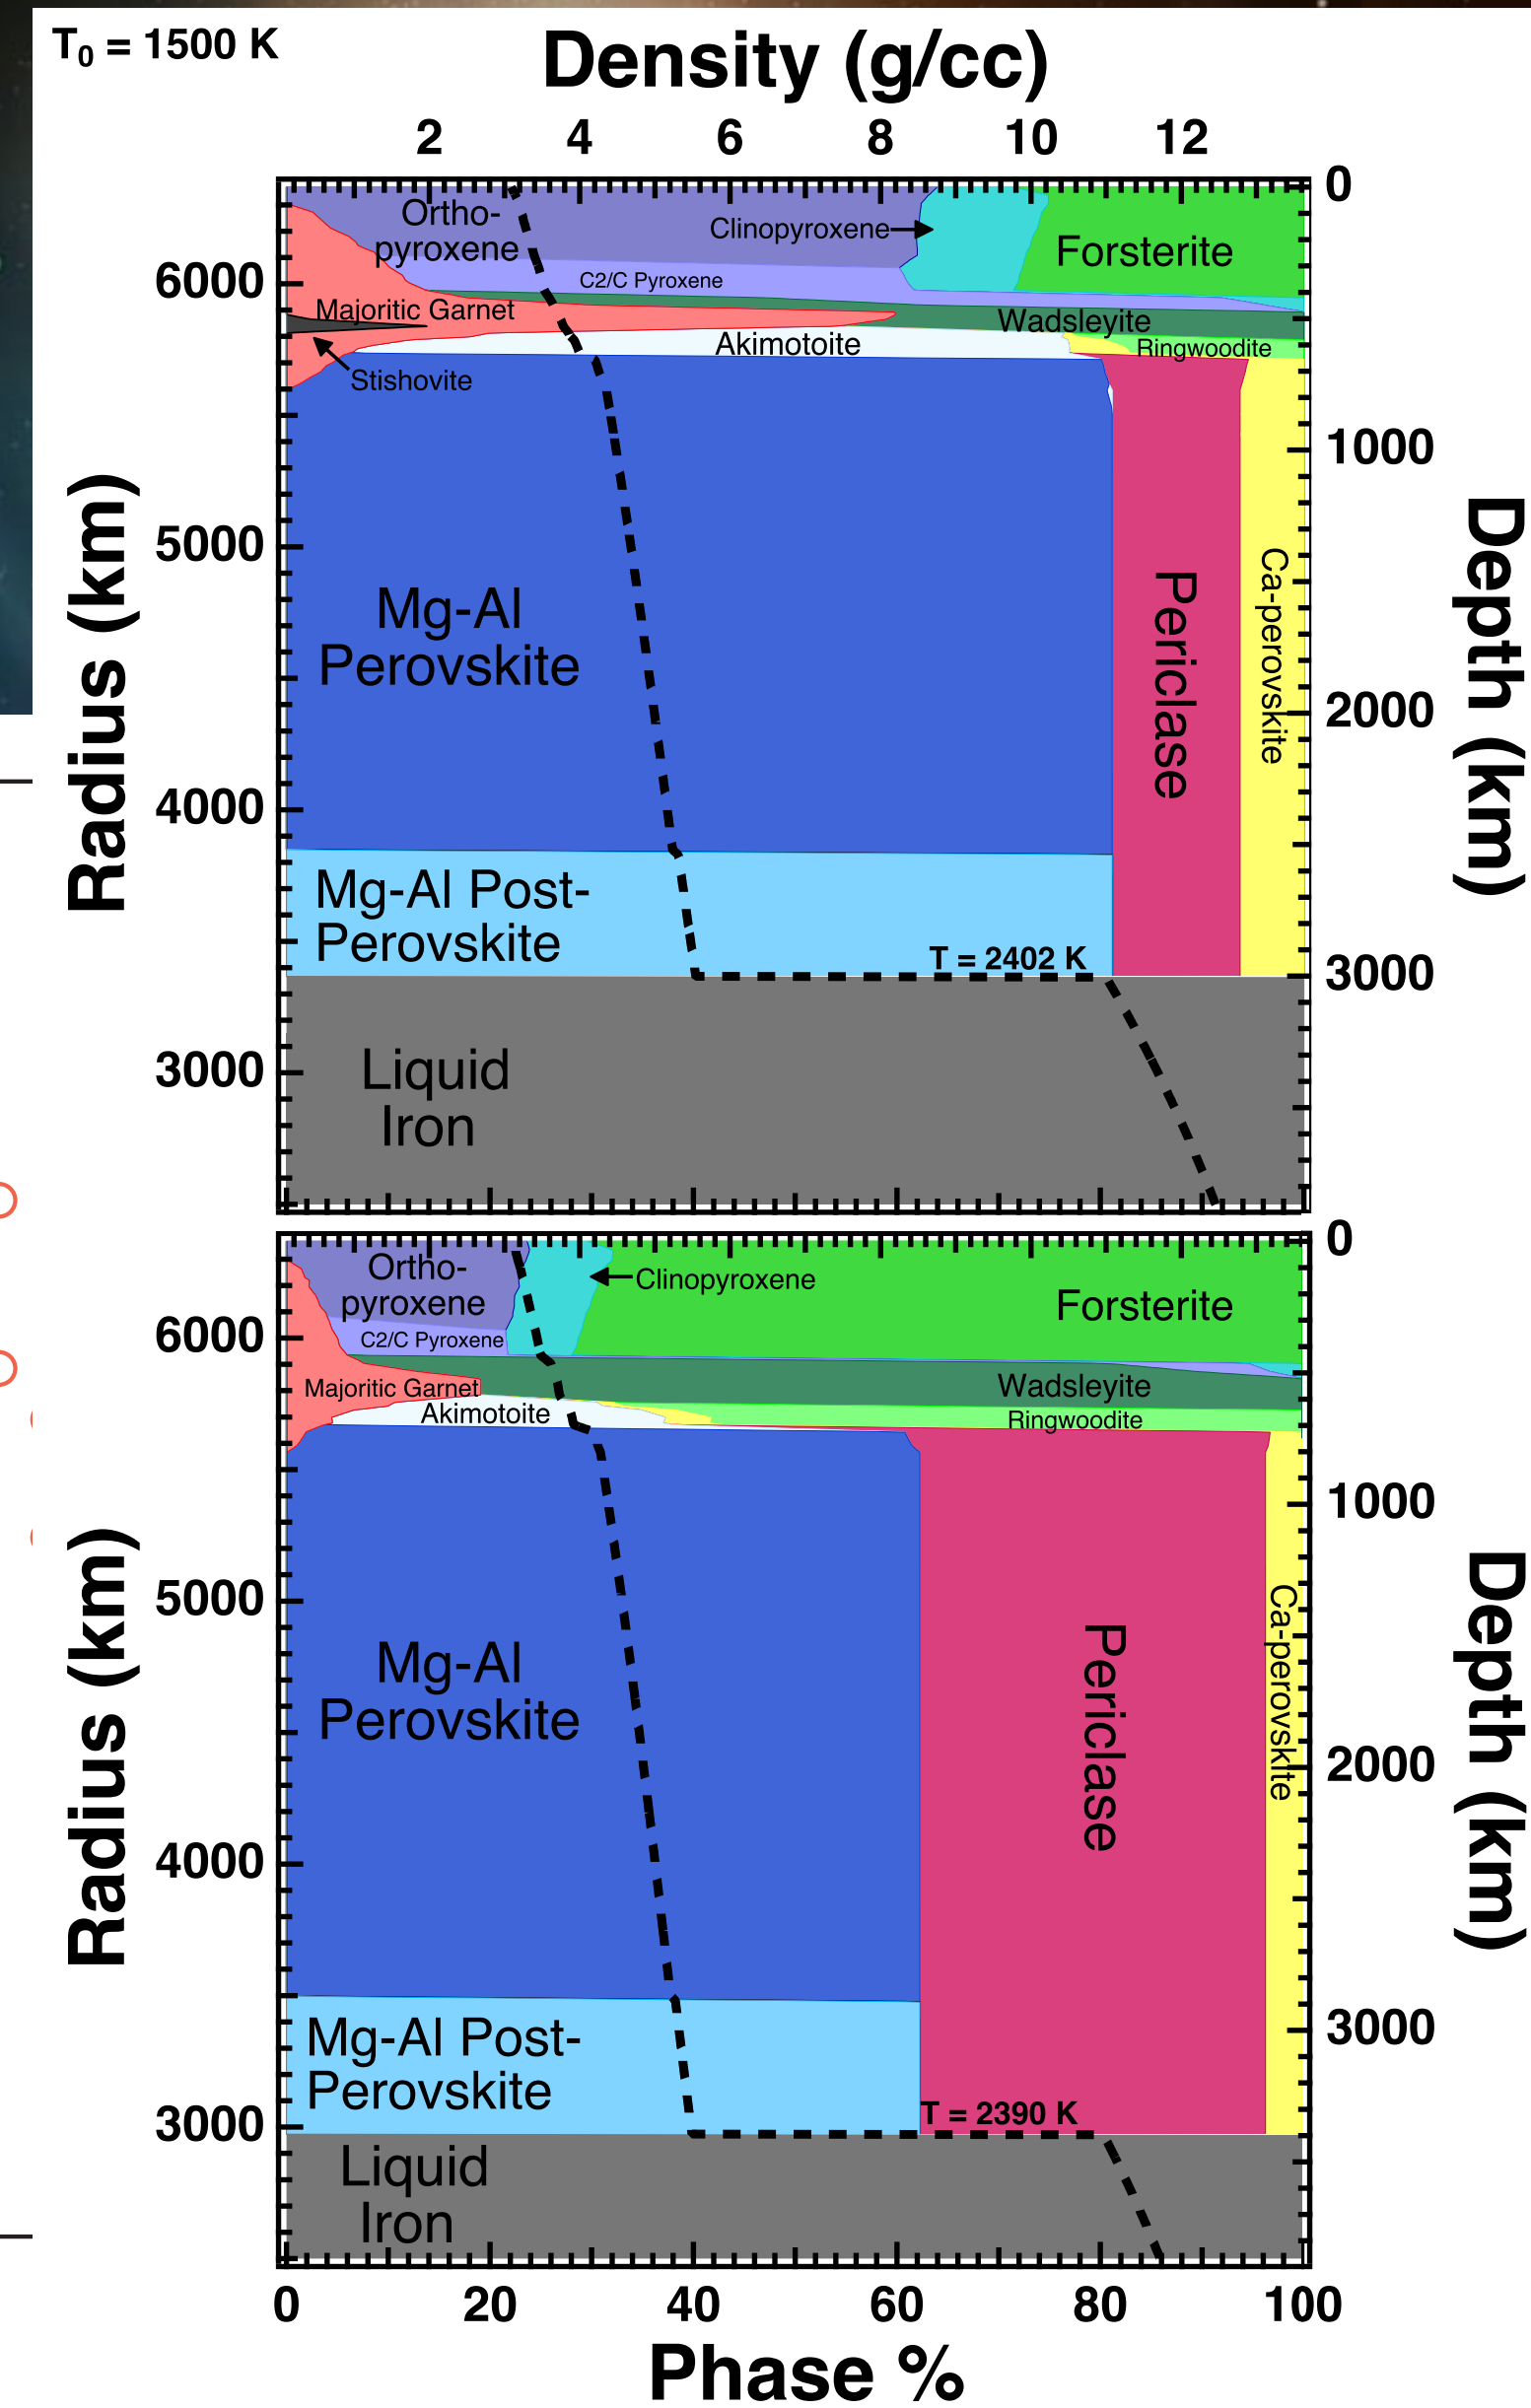 T₀ = 1500 K
Density (g/cc)
2 4 6 8 10 12
0
Ortho-
pyroxene
Clinopyroxene
Forsterite
C2/C Pyroxene
6000
Majoritic Garnet
Wadsleyite
Akimotoite
Ringwoodite
Stishovite
1000
5000
Mg-Al
Perovskite
Periclase
Ca-perovskite
Radius (km)
Depth (km)
2000
4000
Mg-Al Post-
Perovskite
T = 2402 K
3000
3000
Liquid
Iron
0
Ortho-
pyroxene
Clinopyroxene
Forsterite
C2/C Pyroxene
6000
Majoritic Garnet
Wadsleyite
Akimotoite
Ringwoodite
1000
5000
Mg-Al
Perovskite
Periclase
Ca-perovskite
Radius (km)
Depth (km)
2000
4000
3000
Mg-Al Post-
Perovskite
T = 2390 K
3000
Liquid
Iron
0 20 40 60 80 100
Phase %